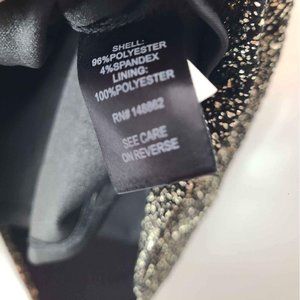 SHELL:
96%POLYESTER
4%SPANDEX
LINING:
100%POLYESTER
RN# 148862
SEE CARE
ON REVERSE